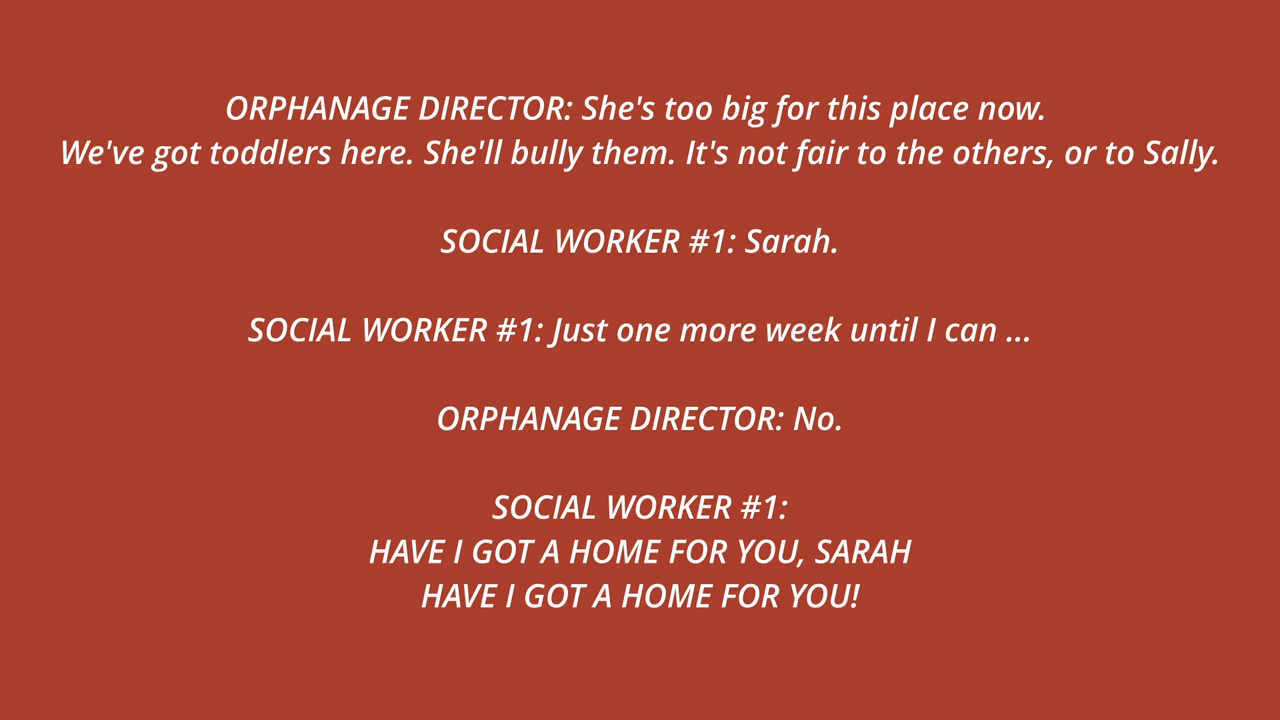 ORPHANAGE DIRECTOR: She's too big for this place now.
We've got toddlers here. She'll bully them. It's not fair to the others, or to Sally.
SOCIAL WORKER #1: Sarah.
SOCIAL WORKER #1: Just one more week until I can ...
ORPHANAGE DIRECTOR: No.
SOCIAL WORKER #1:
HAVE I GOT A HOME FOR YOU, SARAH
HAVE I GOT A HOME FOR YOU!